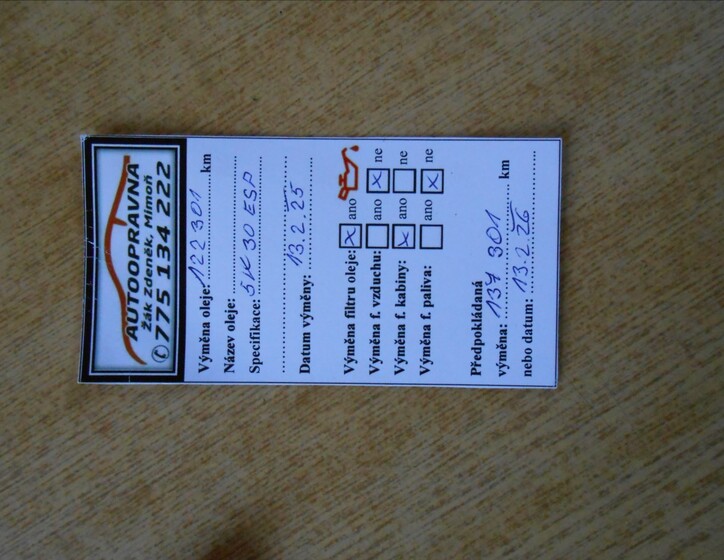 AUTOOPRAVNA
Žák Zdeněk, Mimoň
✆ 775 134 222
Výměna oleje: 122 301 km
Název oleje:
Specifikace: 5W 30 ESP
Datum výměny: 13.2.25
Výměna filtru oleje: ☒ ano
Výměna f. vzduchu: ☐ ano ☒ ne
Výměna f. kabiny: ☒ ano ☐ ne
Výměna f. paliva: ☐ ano ☒ ne
Předpokládaná
výměna: 137 301 km
nebo datum: 13.2.26